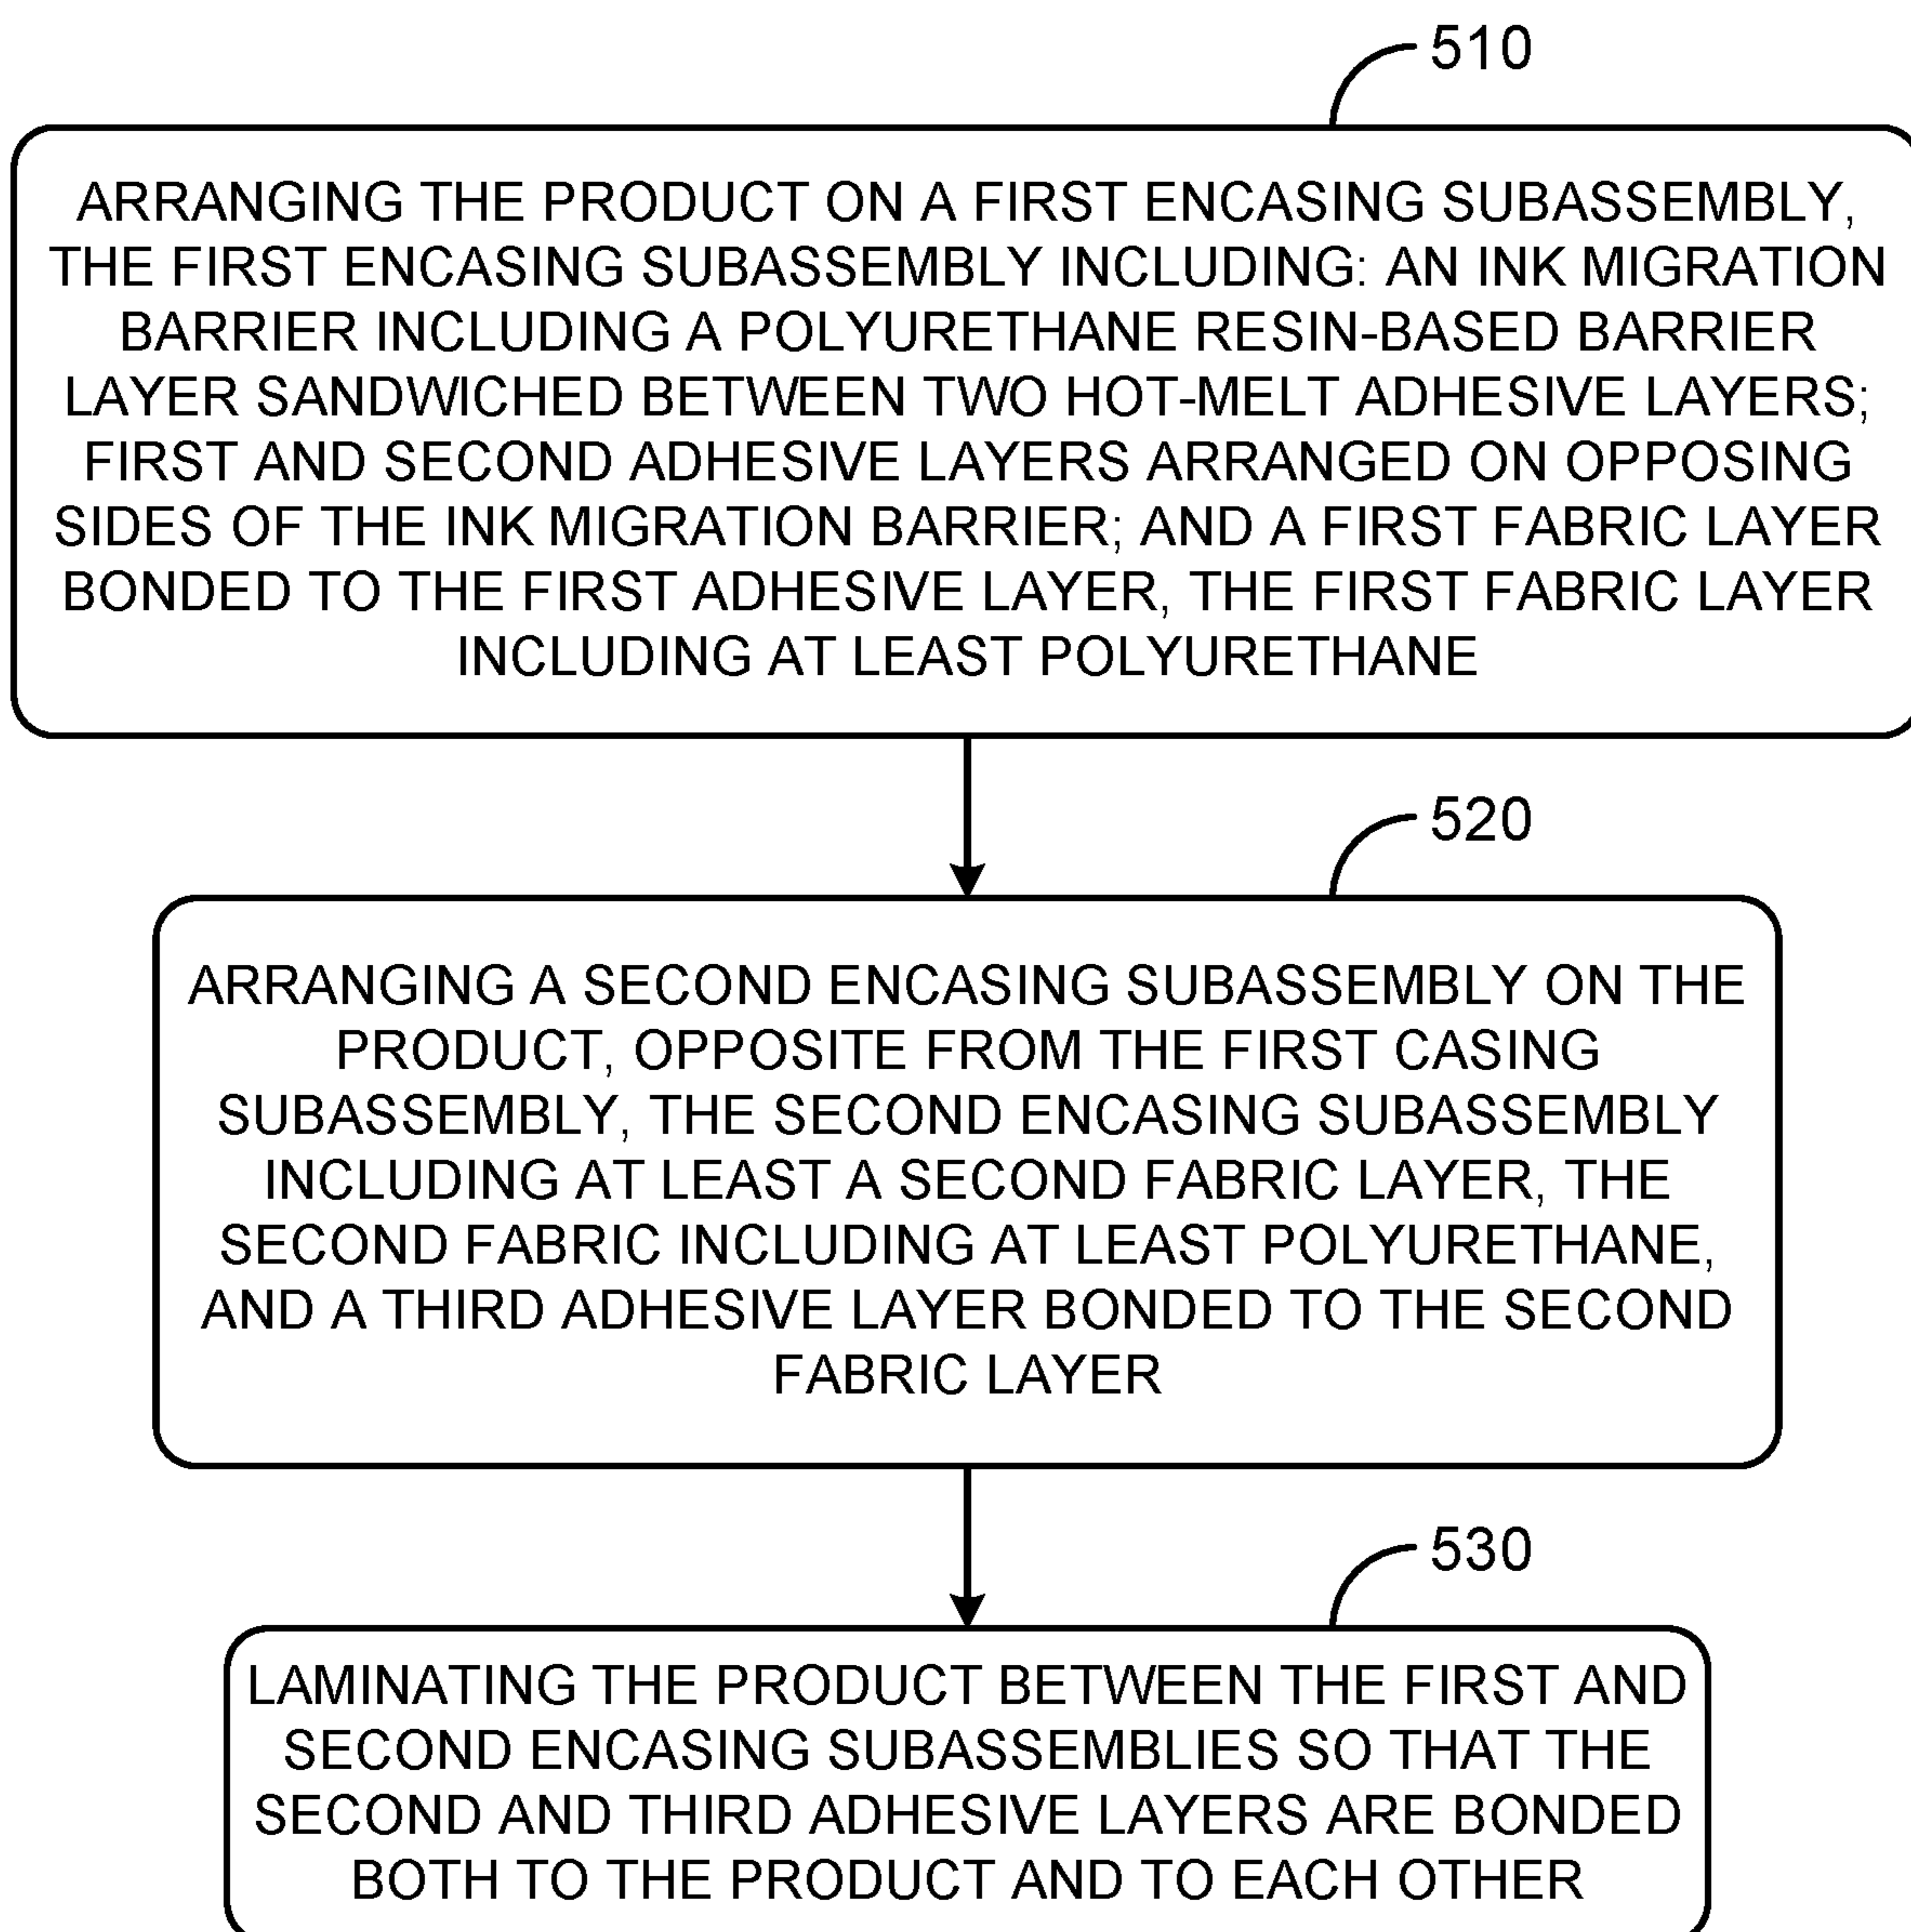 510
ARRANGING THE PRODUCT ON A FIRST ENCASING SUBASSEMBLY,
THE FIRST ENCASING SUBASSEMBLY INCLUDING: AN INK MIGRATION
BARRIER INCLUDING A POLYURETHANE RESIN-BASED BARRIER
LAYER SANDWICHED BETWEEN TWO HOT-MELT ADHESIVE LAYERS;
FIRST AND SECOND ADHESIVE LAYERS ARRANGED ON OPPOSING
SIDES OF THE INK MIGRATION BARRIER; AND A FIRST FABRIC LAYER
BONDED TO THE FIRST ADHESIVE LAYER, THE FIRST FABRIC LAYER
INCLUDING AT LEAST POLYURETHANE
520
ARRANGING A SECOND ENCASING SUBASSEMBLY ON THE
PRODUCT, OPPOSITE FROM THE FIRST CASING
SUBASSEMBLY, THE SECOND ENCASING SUBASSEMBLY
INCLUDING AT LEAST A SECOND FABRIC LAYER, THE
SECOND FABRIC INCLUDING AT LEAST POLYURETHANE,
AND A THIRD ADHESIVE LAYER BONDED TO THE SECOND
FABRIC LAYER
530
LAMINATING THE PRODUCT BETWEEN THE FIRST AND
SECOND ENCASING SUBASSEMBLIES SO THAT THE
SECOND AND THIRD ADHESIVE LAYERS ARE BONDED
BOTH TO THE PRODUCT AND TO EACH OTHER